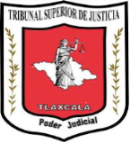 TRIBUNAL SUPERIOR DE JUSTICIA
TLAXCALA
Poder Judicial